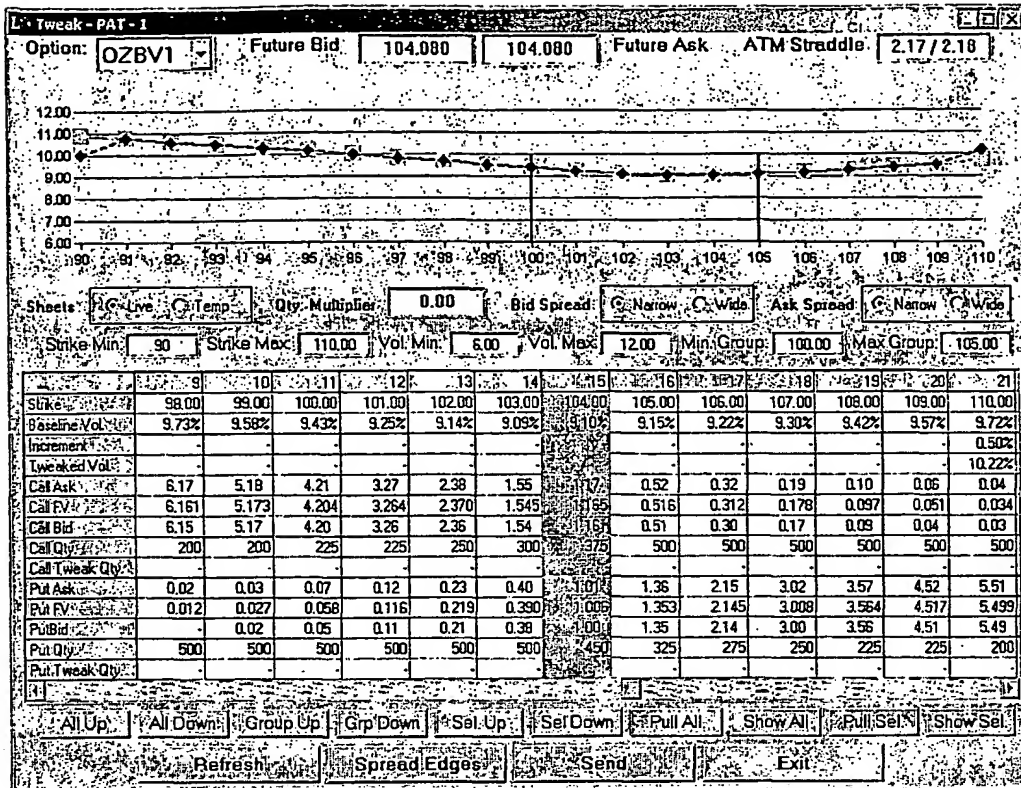 Tweak - PAT - 1
Option: OZBV1 Future Bid 104.080 104.080 Future Ask ATM Straddle 2.17 / 2.18
12.00
11.00
10.00
9.00
8.00
7.00
6.00
90 91 92 93 94 95 96 97 98 99 100 101 102 103 104 105 106 107 108 109 110
Sheets Live Temp Qty. Multiplier 0.00 Bid Spread Narrow Wide Ask Spread Narrow Wide
Strike Min: 90 Strike Max: 110.00 Vol. Min: 6.00 Vol. Max: 12.00 Min. Group: 100.00 Max Group: 105.00
9 10 11 12 13 14 15 16 17 18 19 20 21
Strike 98.00 99.00 100.00 101.00 102.00 103.00 104.00 105.00 106.00 107.00 108.00 109.00 110.00
Baseline Vol. 9.73% 9.58% 9.43% 9.25% 9.14% 9.09% 9.10% 9.15% 9.22% 9.30% 9.42% 9.57% 9.72%
Increment - - - - - - - - - - - 0.50%
Tweaked Vol. - - - - - - - - - - - 10.22%
Call Ask 6.17 5.18 4.21 3.27 2.38 1.55 0.52 0.32 0.19 0.10 0.06 0.04
Call FV 6.161 5.173 4.204 3.264 2.370 1.545 0.516 0.312 0.178 0.097 0.051 0.034
Call Bid 6.15 5.17 4.20 3.26 2.36 1.54 0.51 0.30 0.17 0.09 0.04 0.03
Call Qty 200 200 225 225 250 300 375 500 500 500 500 500 500
Call Tweak Qty - - - - - - - - - - - -
Put Ask 0.02 0.03 0.07 0.12 0.23 0.40 1.36 2.15 3.02 3.57 4.52 5.51
Put FV 0.012 0.027 0.058 0.116 0.219 0.390 1.006 1.353 2.145 3.008 3.564 4.517 5.499
Put Bid - 0.02 0.05 0.11 0.21 0.38 1.35 2.14 3.00 3.56 4.51 5.49
Put Qty 500 500 500 500 500 500 450 325 275 250 225 225 200
Put Tweak Qty - - - - - - - - - - - -
All Up All Down Group Up Grp Down Sel. Up Sel Down Pull All Show All Pull Sel Show Sel.
Refresh Spread Edges Send Exit